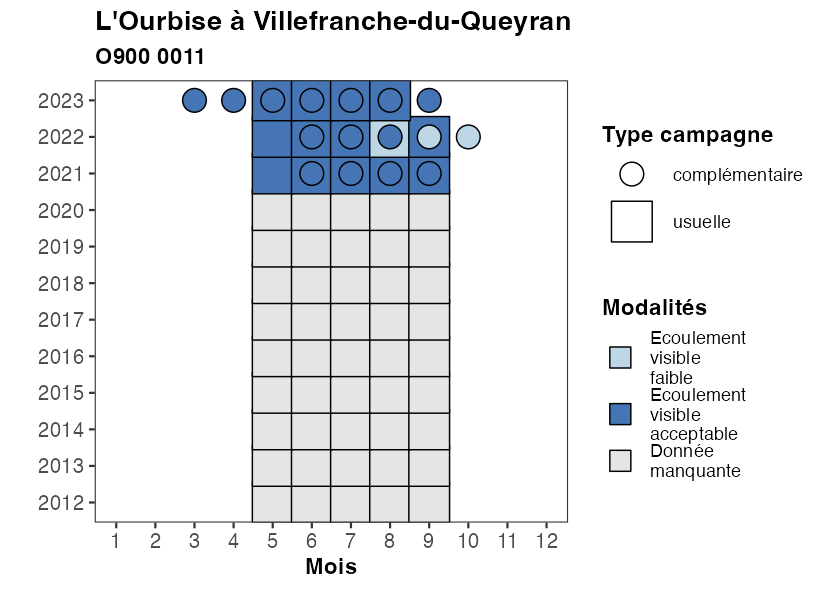 L'Ourbise à Villefranche-du-Queyran
O900 0011
2023
2022
2021
2020
2019
2018
2017
2016
2015
2014
2013
2012
1 2 3 4 5 6 7 8 9 10 11 12
Mois
Type campagne
complémentaire
usuelle
Modalités
Ecoulement
visible
faible
Ecoulement
visible
acceptable
Donnée
manquante